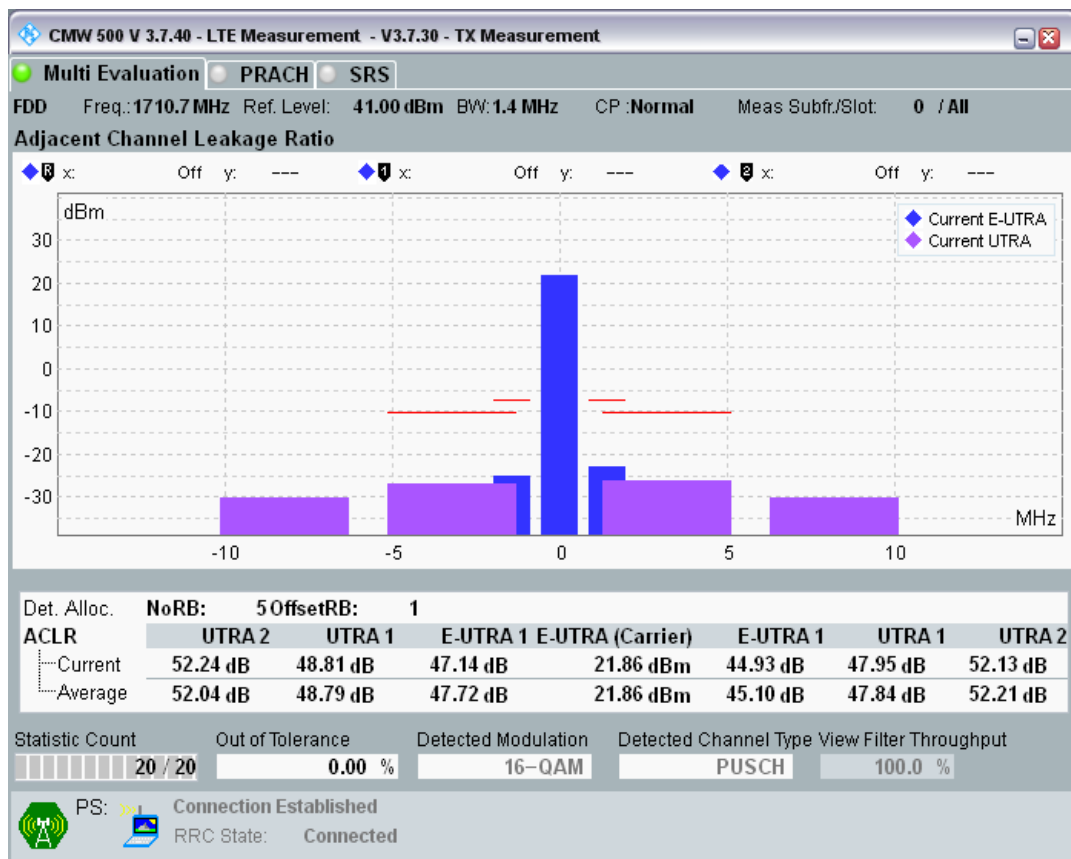 CMW 500 V 3.7.40 - LTE Measurement - V3.7.30 - TX Measurement
Multi Evaluation PRACH SRS
FDD Freq.: 1710.7 MHz Ref. Level: 41.00 dBm BW: 1.4 MHz CP :Normal Meas Subfr./Slot: 0 / All
Adjacent Channel Leakage Ratio
R x: Off y: --- 1 x: Off y: --- 2 x: Off y: ---
dBm
Current E-UTRA
Current UTRA
30
20
10
0
-10
-20
-30
MHz
-10 -5 0 5 10
Det. Alloc. NoRB: 5 OffsetRB: 1
ACLR UTRA 2 UTRA 1 E-UTRA 1 E-UTRA (Carrier) E-UTRA 1 UTRA 1 UTRA 2
Current 52.24 dB 48.81 dB 47.14 dB 21.86 dBm 44.93 dB 47.95 dB 52.13 dB
Average 52.04 dB 48.79 dB 47.72 dB 21.86 dBm 45.10 dB 47.84 dB 52.21 dB
Statistic Count Out of Tolerance Detected Modulation Detected Channel Type View Filter Throughput
20 / 20 0.00 % 16-QAM PUSCH 100.0 %
PS: Connection Established
RRC State: Connected